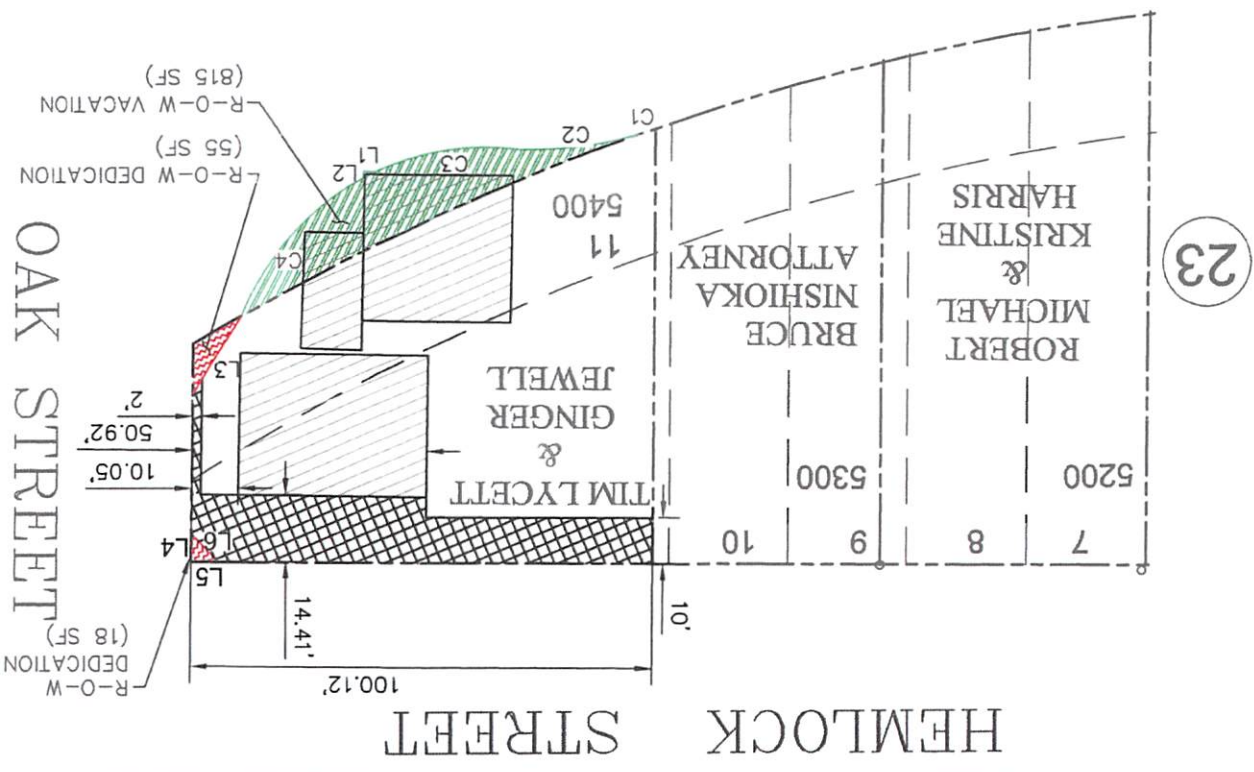 HEMLOCK STREET
100.12'
R-O-W
DEDICATION
(18 SF)
10'
14.41'
L5
L4
L6
7
8
9
10
5200
5300
23
ROBERT
MICHAEL
&
KRISTINE
HARRIS
BRUCE
NISHIOKA
ATTORNEY
TIM LYCETT
&
GINGER
JEWELL
10.05'
50.92'
2'
OAK STREET
L3
11
5400
C1
C2
C3
L1
L2
C4
R-O-W DEDICATION
(55 SF)
R-O-W VACATION
(815 SF)